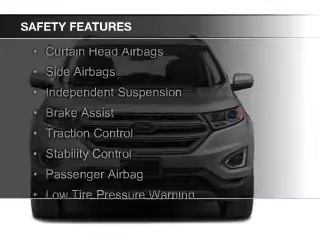 SAFETY FEATURES
• Curtain Head Airbags
• Side Airbags
• Independent Suspension
• Brake Assist
• Traction Control
• Stability Control
• Passenger Airbag
• Low Tire Pressure Warning